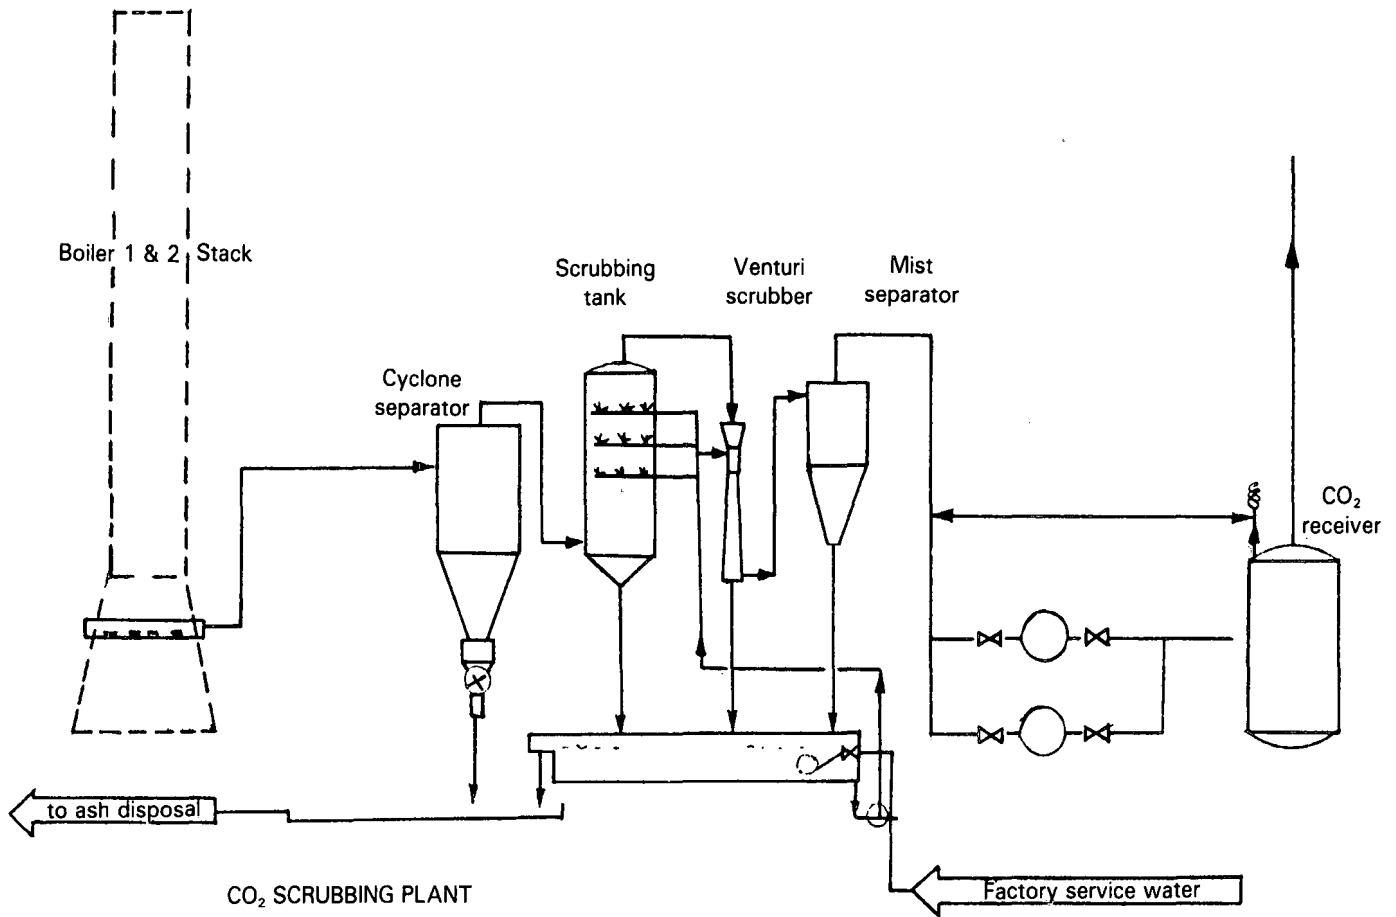 Boiler 1 & 2 Stack
Scrubbing
tank
Venturi
scrubber
Mist
separator
Cyclone
separator
CO₂
receiver
to ash disposal
Factory service water
CO₂ SCRUBBING PLANT